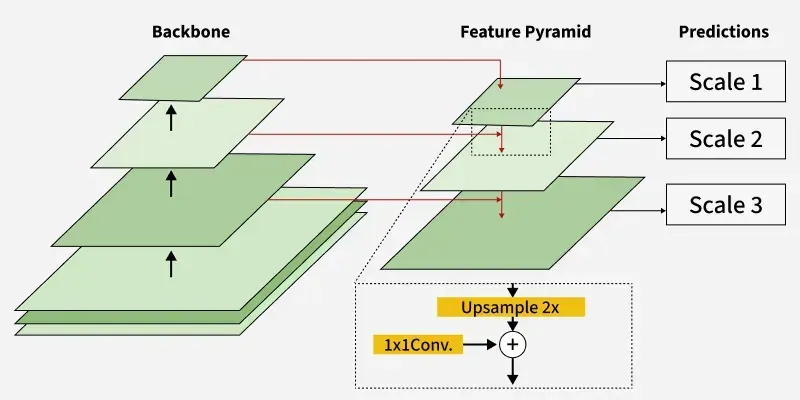 Backbone
Feature Pyramid
Predictions
Scale 1
Scale 2
Scale 3
Upsample 2x
1x1Conv.
+